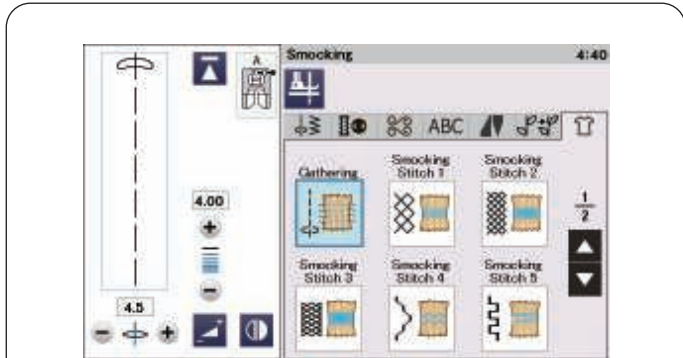 Smocking 4:40
A
ABC
Gathering
Smocking Stitch 1
Smocking Stitch 2
4.00
1
2
Smocking Stitch 3
Smocking Stitch 4
Smocking Stitch 5
4.5